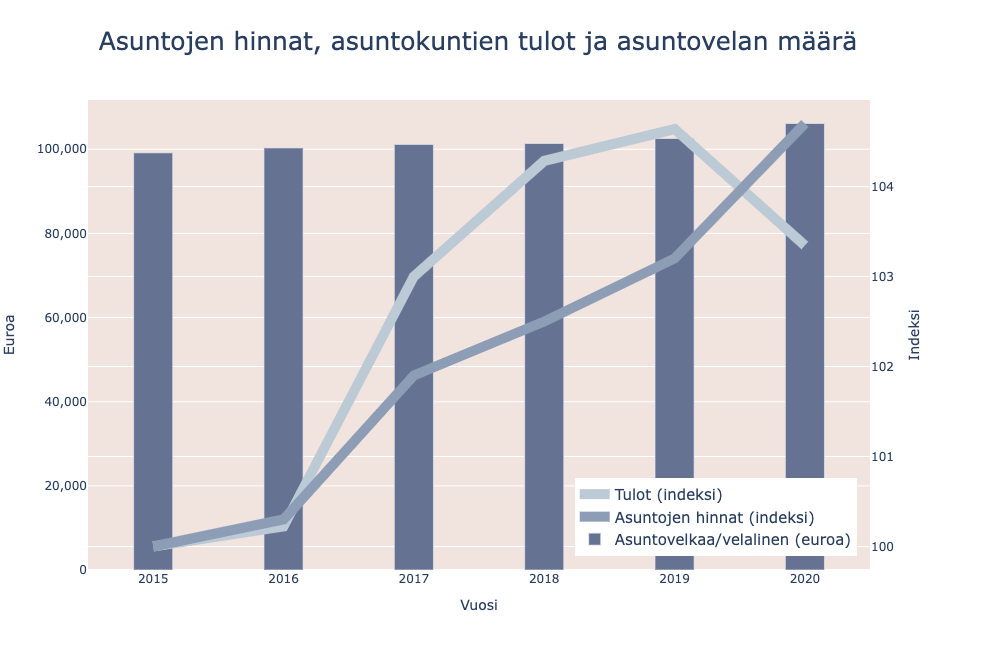 Asuntojen hinnat, asuntokuntien tulot ja asuntovelan määrä
100,000
80,000
60,000
40,000
20,000
0
Euroa
104
103
102
101
100
Indeksi
Tulot (indeksi)
Asuntojen hinnat (indeksi)
Asuntovelkaa/velalinen (euroa)
2015 2016 2017 2018 2019 2020
Vuosi